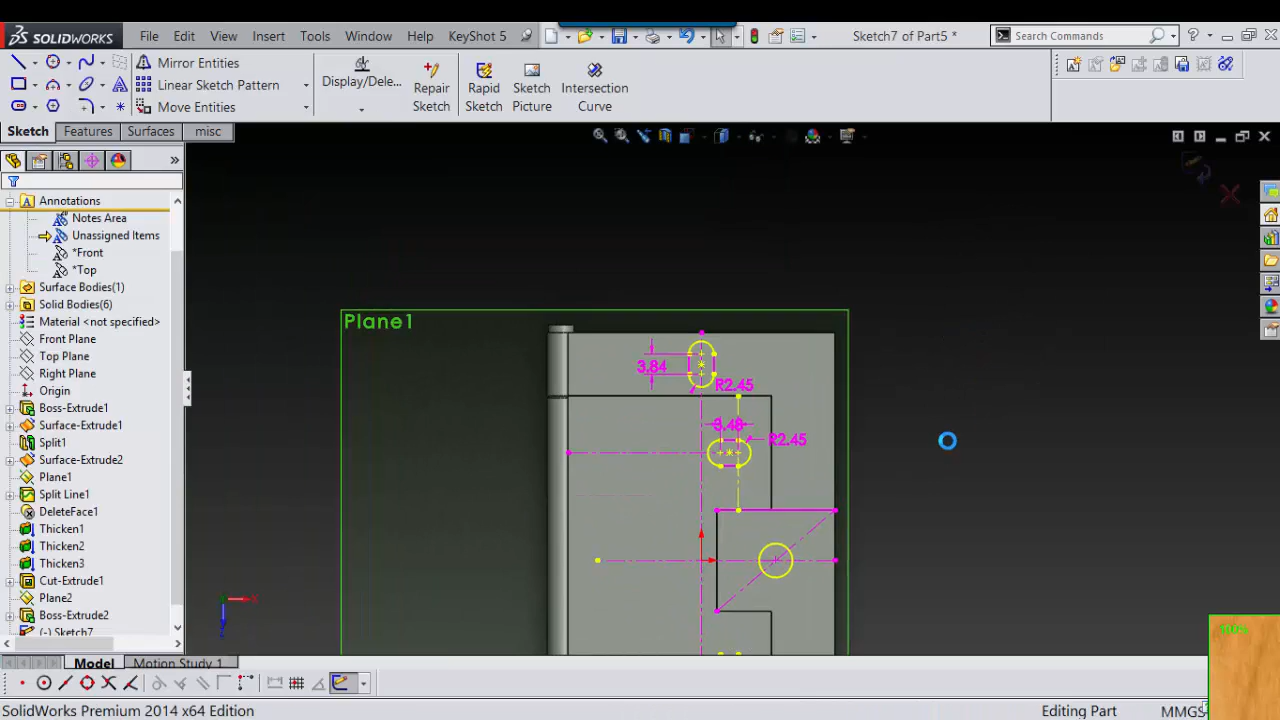 SOLIDWORKS File Edit View Insert Tools Window Help KeyShot 5 Sketch7 of Part5 * Search Commands
Mirror Entities
Linear Sketch Pattern
Move Entities
Display/Dele...
Repair
Sketch
Rapid
Sketch
Sketch
Picture
Intersection
Curve
Sketch Features Surfaces misc
Annotations
Notes Area
Unassigned Items
*Front
*Top
Surface Bodies(1)
Solid Bodies(6)
Material <not specified>
Front Plane
Top Plane
Right Plane
Origin
Boss-Extrude1
Surface-Extrude1
Split1
Surface-Extrude2
Plane1
Split Line1
DeleteFace1
Thicken1
Thicken2
Thicken3
Cut-Extrude1
Plane2
Boss-Extrude2
(-) Sketch7
Plane1
3.84
R2.45
3.48
R2.45
100%
Model Motion Study 1
SolidWorks Premium 2014 x64 Edition Editing Part MMGS